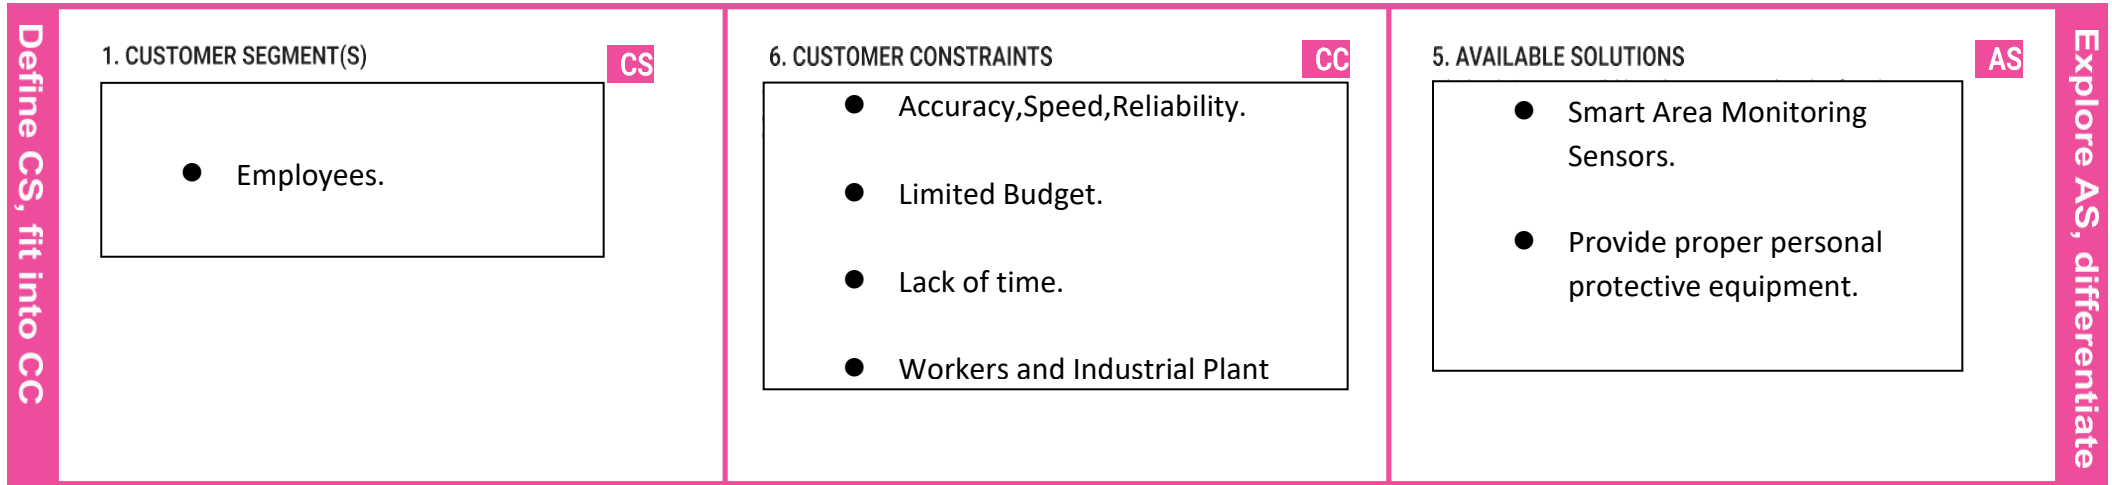 Define CS, fit into CC
1. CUSTOMER SEGMENT(S)
CS
● Employees.
6. CUSTOMER CONSTRAINTS
CC
● Accuracy,Speed,Reliability.
● Limited Budget.
● Lack of time.
● Workers and Industrial Plant
5. AVAILABLE SOLUTIONS
AS
● Smart Area Monitoring
Sensors.
● Provide proper personal
protective equipment.
Explore AS, differentiate